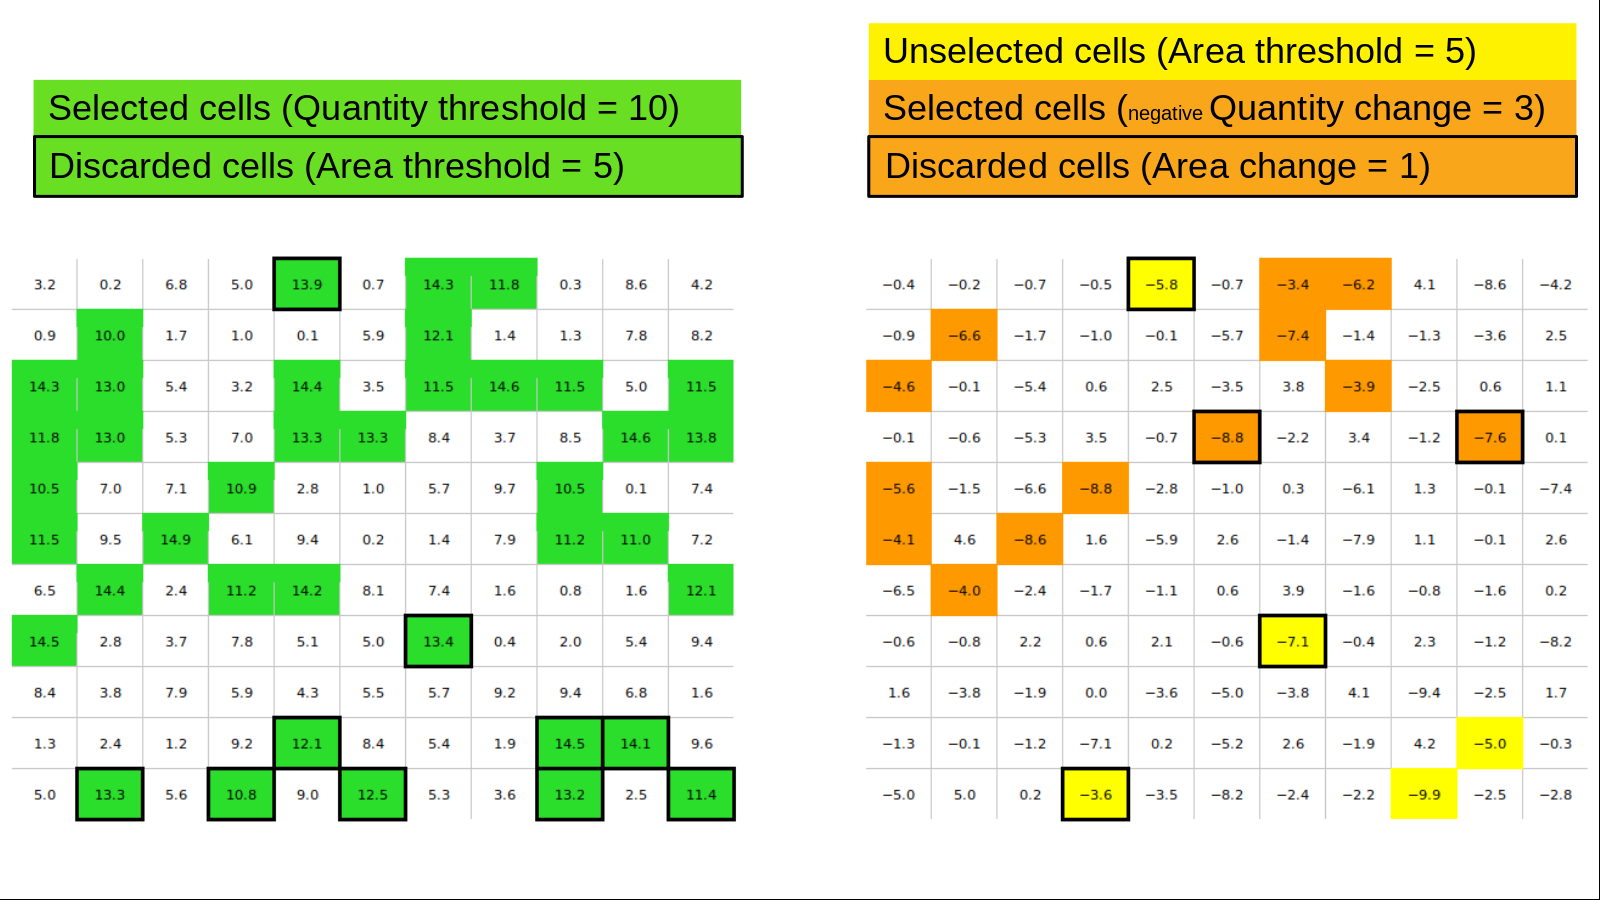 Unselected cells (Area threshold = 5)
Selected cells (Quantity threshold = 10)
Selected cells (negative Quantity change = 3)
Discarded cells (Area threshold = 5)
Discarded cells (Area change = 1)
3.2 0.2 6.8 5.0 13.9 0.7 14.3 11.8 0.3 8.6 4.2
0.9 10.0 1.7 1.0 0.1 5.9 12.1 1.4 1.3 7.8 8.2
14.3 13.0 5.4 3.2 14.4 3.5 11.5 14.6 11.5 5.0 11.5
11.8 13.0 5.3 7.0 13.3 13.3 8.4 3.7 8.5 14.6 13.8
10.5 7.0 7.1 10.9 2.8 1.0 5.7 9.7 10.5 0.1 7.4
11.5 9.5 14.9 6.1 9.4 0.2 1.4 7.9 11.2 11.0 7.2
6.5 14.4 2.4 11.2 14.2 8.1 7.4 1.6 0.8 1.6 12.1
14.5 2.8 3.7 7.8 5.1 5.0 13.4 0.4 2.0 5.4 9.4
8.4 3.8 7.9 5.9 4.3 5.5 5.7 9.2 9.4 6.8 1.6
1.3 2.4 1.2 9.2 12.1 8.4 5.4 1.9 14.5 14.1 9.6
5.0 13.3 5.6 10.8 9.0 12.5 5.3 3.6 13.2 2.5 11.4
−0.4 −0.2 −0.7 −0.5 −5.8 −0.7 −3.4 −6.2 4.1 −8.6 −4.2
−0.9 −6.6 −1.7 −1.0 −0.1 −5.7 −7.4 −1.4 −1.3 −3.6 2.5
−4.6 −0.1 −5.4 0.6 2.5 −3.5 3.8 −3.9 −2.5 0.6 1.1
−0.1 −0.6 −5.3 3.5 −0.7 −8.8 −2.2 3.4 −1.2 −7.6 0.1
−5.6 −1.5 −6.6 −8.8 −2.8 −1.0 0.3 −6.1 1.3 −0.1 −7.4
−4.1 4.6 −8.6 1.6 −5.9 2.6 −1.4 −7.9 1.1 −0.1 2.6
−6.5 −4.0 −2.4 −1.7 −1.1 0.6 3.9 −1.6 −0.8 −1.6 0.2
−0.6 −0.8 2.2 0.6 2.1 −0.6 −7.1 −0.4 2.3 −1.2 −8.2
1.6 −3.8 −1.9 0.0 −3.6 −5.0 −3.8 4.1 −9.4 −2.5 1.7
−1.3 −0.1 −1.2 −7.1 0.2 −5.2 2.6 −1.9 4.2 −5.0 −0.3
−5.0 5.0 0.2 −3.6 −3.5 −8.2 −2.4 −2.2 −9.9 −2.5 −2.8